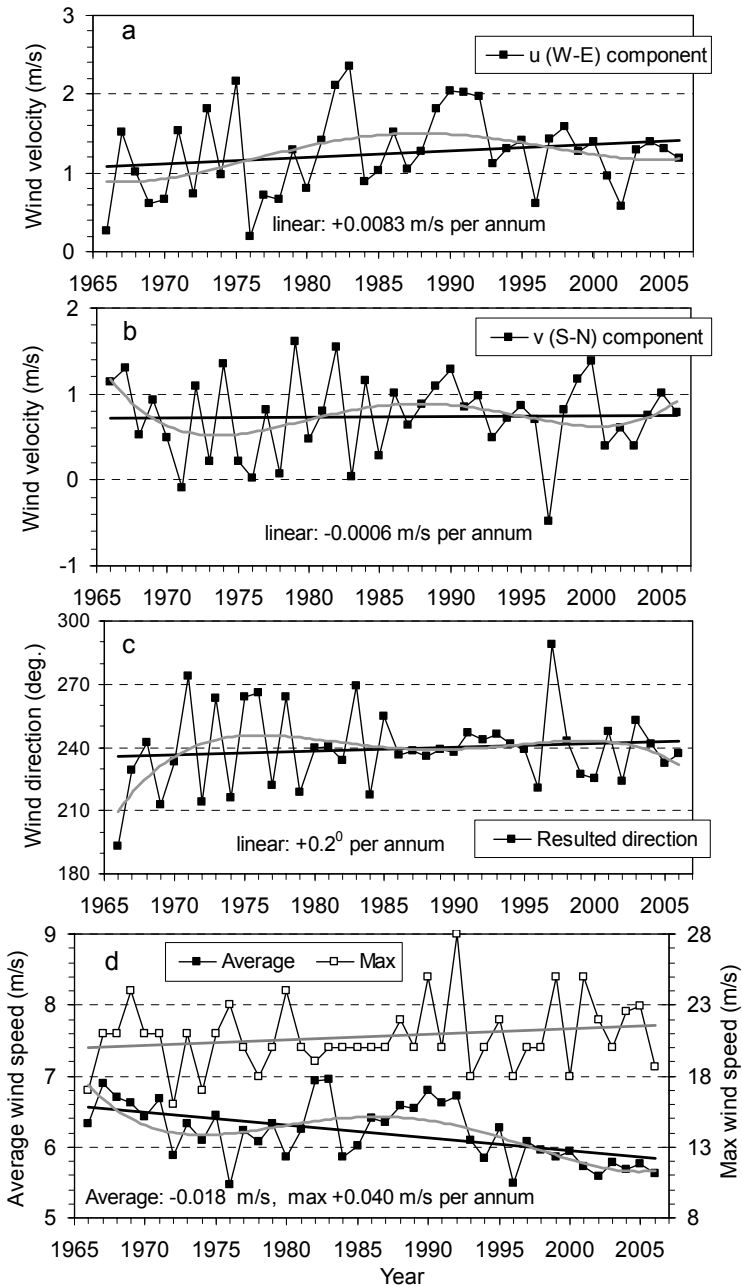 a
u (W-E) component
Wind velocity (m/s)
3
2
1
0
linear: +0.0083 m/s per annum
1965 1970 1975 1980 1985 1990 1995 2000 2005
b
v (S-N) component
Wind velocity (m/s)
2
1
0
-1
linear: -0.0006 m/s per annum
1965 1970 1975 1980 1985 1990 1995 2000 2005
c
Wind direction (deg.)
300
270
240
210
180
linear: +0.2⁰ per annum
Resulted direction
1965 1970 1975 1980 1985 1990 1995 2000 2005
d
Average Max
Average wind speed (m/s)
9
8
7
6
5
28
23
18
13
8
Max wind speed (m/s)
Average: -0.018 m/s, max +0.040 m/s per annum
1965 1970 1975 1980 1985 1990 1995 2000 2005
Year